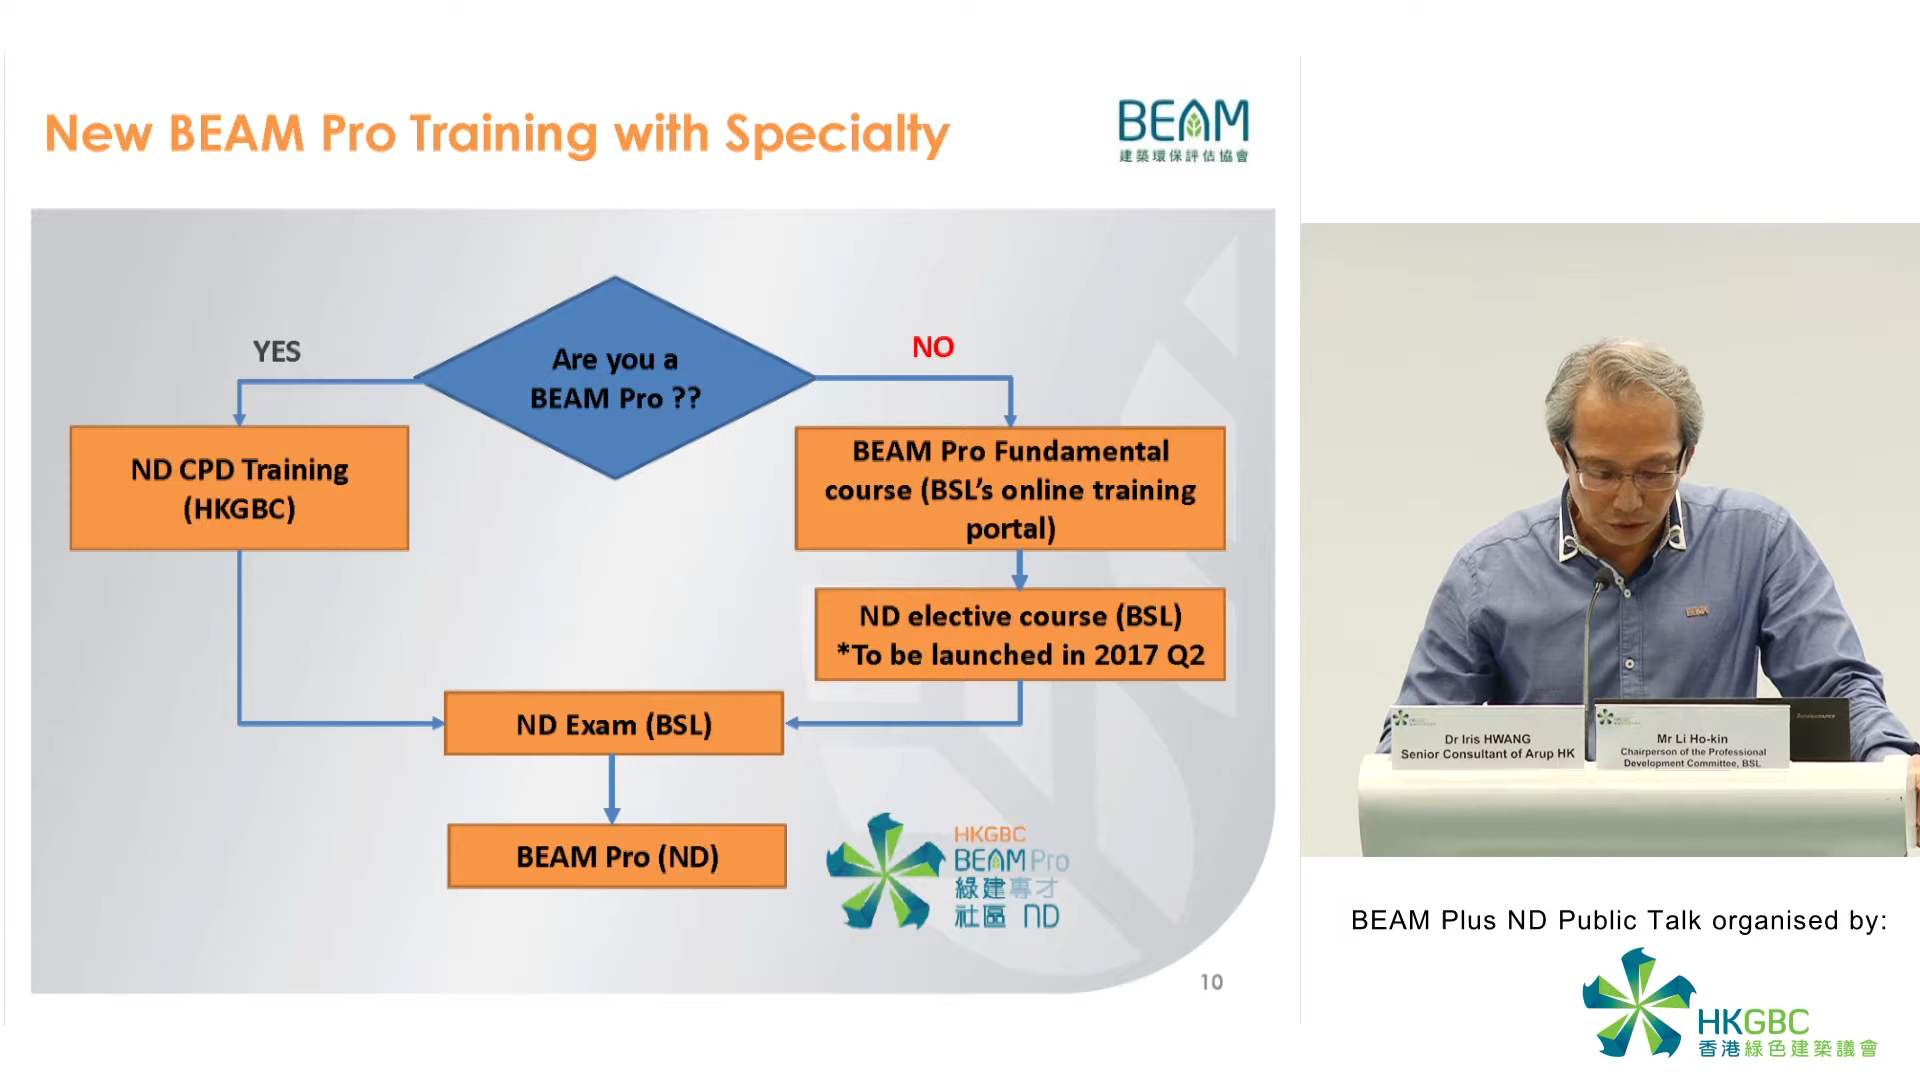 New BEAM Pro Training with Specialty
BEAM
建築環保評估協會
Are you a
BEAM Pro ??
YES
NO
ND CPD Training
(HKGBC)
BEAM Pro Fundamental
course (BSL's online training
portal)
ND elective course (BSL)
*To be launched in 2017 Q2
ND Exam (BSL)
BEAM Pro (ND)
HKGBC
BEAM Pro
綠建專才
社區 ND
10
BEAM
Dr Iris HWANG
Senior Consultant of Arup HK
Mr Li Ho-kin
Chairperson of the Professional
Development Committee, BSL
BEAM Plus ND Public Talk organised by:
HKGBC
香港綠色建築議會